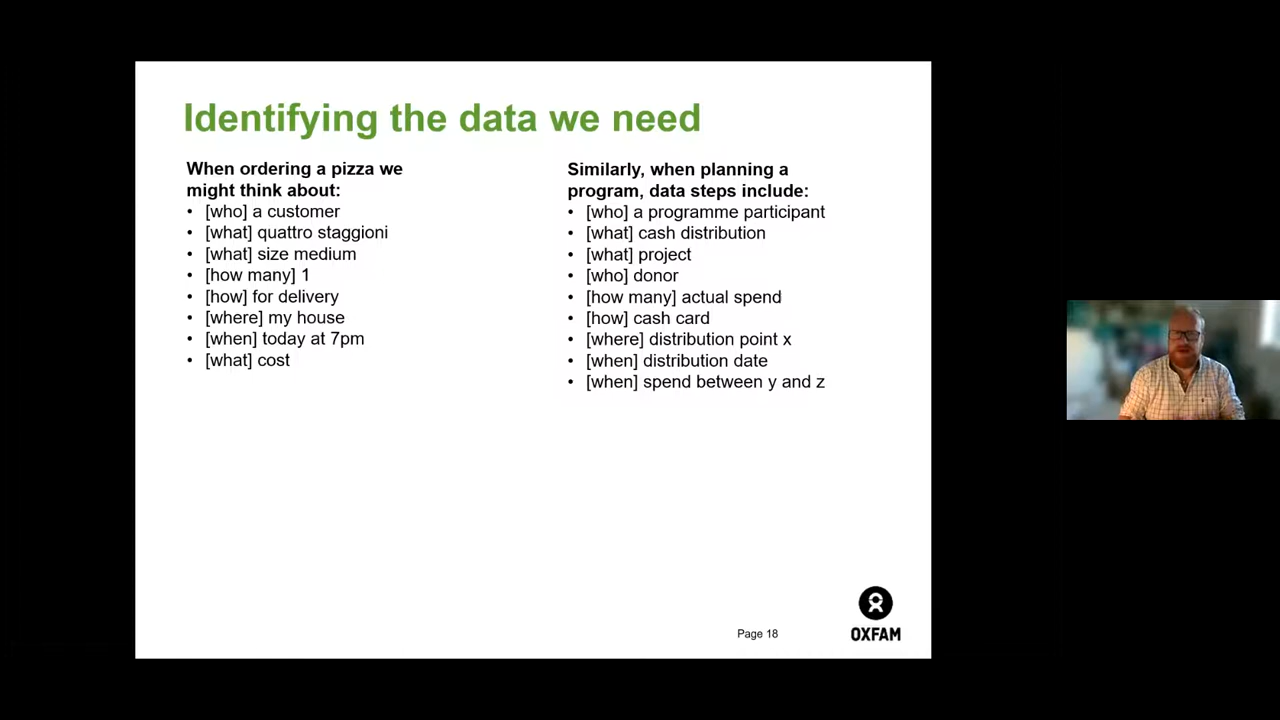 Identifying the data we need
When ordering a pizza we
might think about:
• [who] a customer
• [what] quattro staggioni
• [what] size medium
• [how many] 1
• [how] for delivery
• [where] my house
• [when] today at 7pm
• [what] cost
Similarly, when planning a
program, data steps include:
• [who] a programme participant
• [what] cash distribution
• [what] project
• [who] donor
• [how many] actual spend
• [how] cash card
• [where] distribution point x
• [when] distribution date
• [when] spend between y and z
Page 18
OXFAM